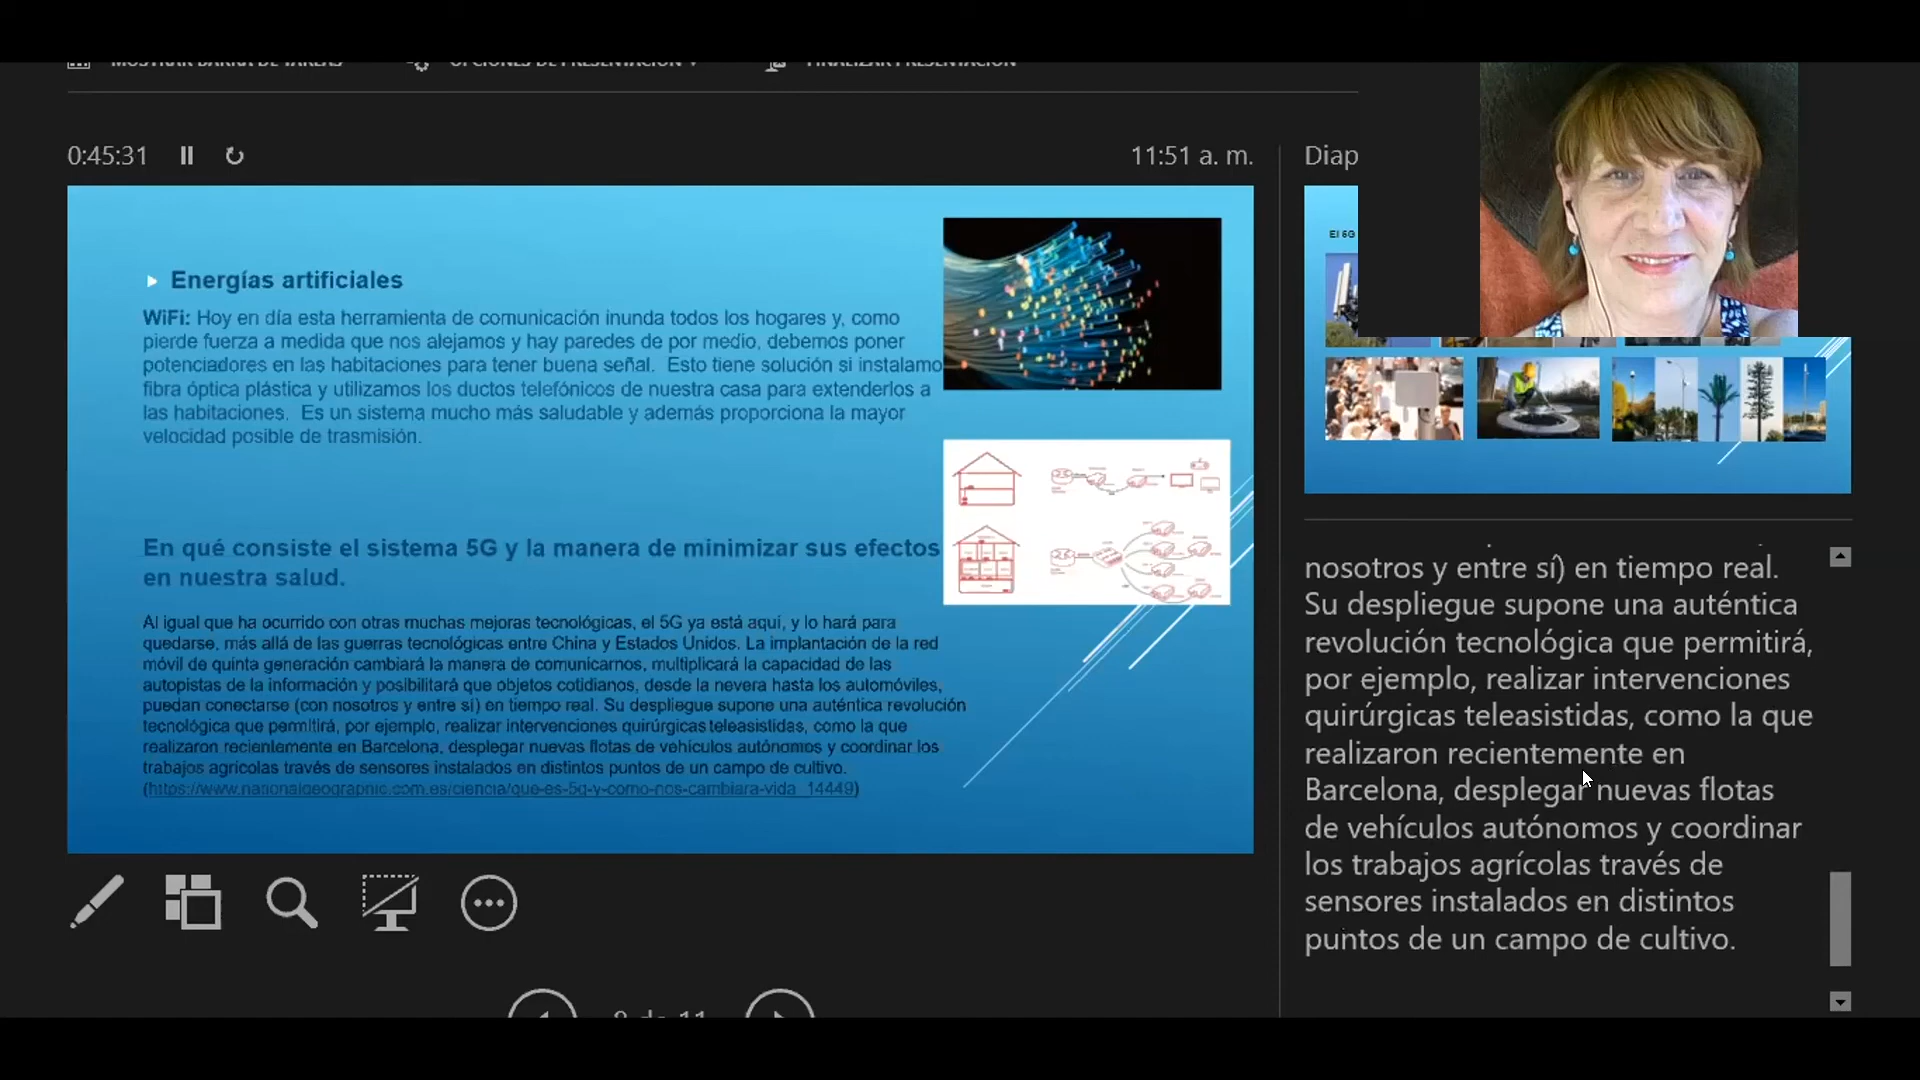 MOSTRAR BARRA DE TAREAS
OPCIONES DE PRESENTACIÓN
FINALIZAR PRESENTACIÓN
0:45:31
11:51 a. m.
Energías artificiales
WiFi: Hoy en día esta herramienta de comunicación inunda todos los hogares y, como
pierde fuerza a medida que nos alejamos y hay paredes de por medio, debemos poner
potenciadores en las habitaciones para tener buena señal. Esto tiene solución si instalamo
fibra óptica plástica y utilizamos los ductos telefónicos de nuestra casa para extenderlos a
las habitaciones. Es un sistema mucho más saludable y además proporciona la mayor
velocidad posible de trasmisión.
En qué consiste el sistema 5G y la manera de minimizar sus efectos
en nuestra salud.
Al igual que ha ocurrido con otras muchas mejoras tecnológicas, el 5G ya está aquí, y lo hará para
quedarse, más allá de las guerras tecnológicas entre China y Estados Unidos. La implantación de la red
móvil de quinta generación cambiará la manera de comunicarnos, multiplicará la capacidad de las
autopistas de la información y posibilitará que objetos cotidianos, desde la nevera hasta los automóviles,
puedan conectarse (con nosotros y entre sí) en tiempo real. Su despliegue supone una auténtica revolución
tecnológica que permitirá, por ejemplo, realizar intervenciones quirúrgicas teleasistidas, como la que
realizaron recientemente en Barcelona, desplegar nuevas flotas de vehículos autónomos y coordinar los
trabajos agrícolas través de sensores instalados en distintos puntos de un campo de cultivo.
(https://www.nationalgeographic.com.es/ciencia/que-es-5g-y-como-nos-cambiara-vida_14449)
9 de 11
Diap
El 5G
nosotros y entre sí) en tiempo real.
Su despliegue supone una auténtica
revolución tecnológica que permitirá,
por ejemplo, realizar intervenciones
quirúrgicas teleasistidas, como la que
realizaron recientemente en
Barcelona, desplegar nuevas flotas
de vehículos autónomos y coordinar
los trabajos agrícolas través de
sensores instalados en distintos
puntos de un campo de cultivo.